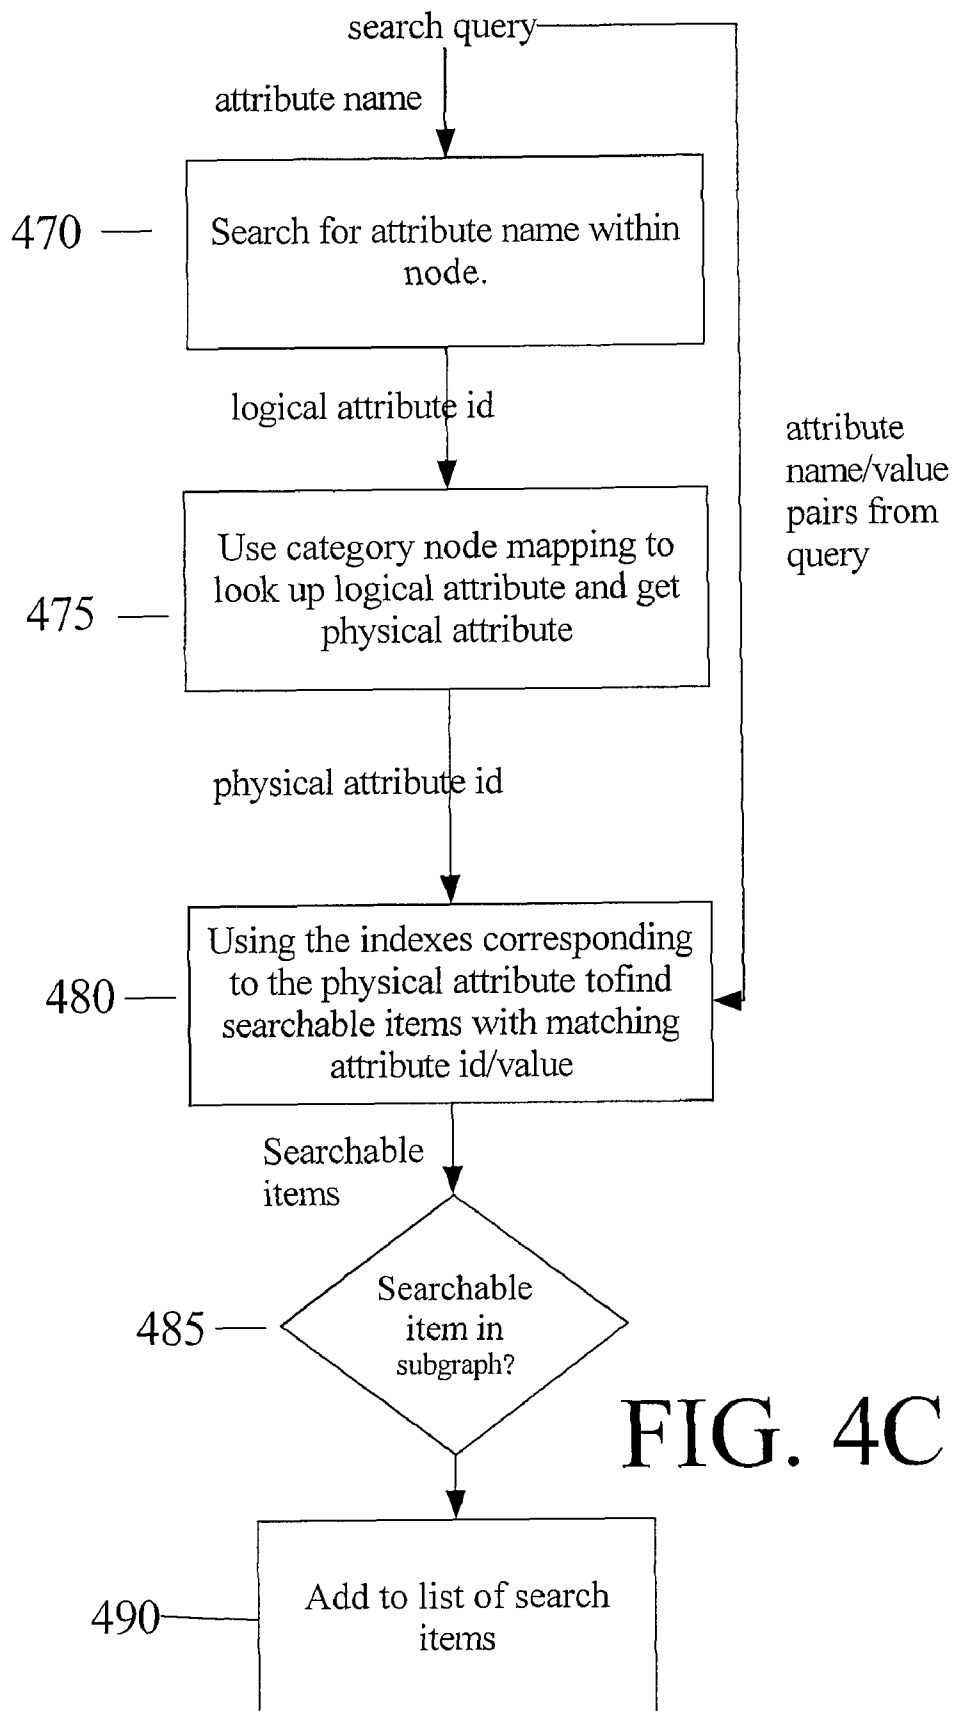 search query
attribute name
470
Search for attribute name within
node.
logical attribute id
attribute
name/value
pairs from
query
475
Use category node mapping to
look up logical attribute and get
physical attribute
physical attribute id
480
Using the indexes corresponding
to the physical attribute tofind
searchable items with matching
attribute id/value
Searchable
items
485
Searchable
item in
subgraph?
FIG. 4C
490
Add to list of search
items